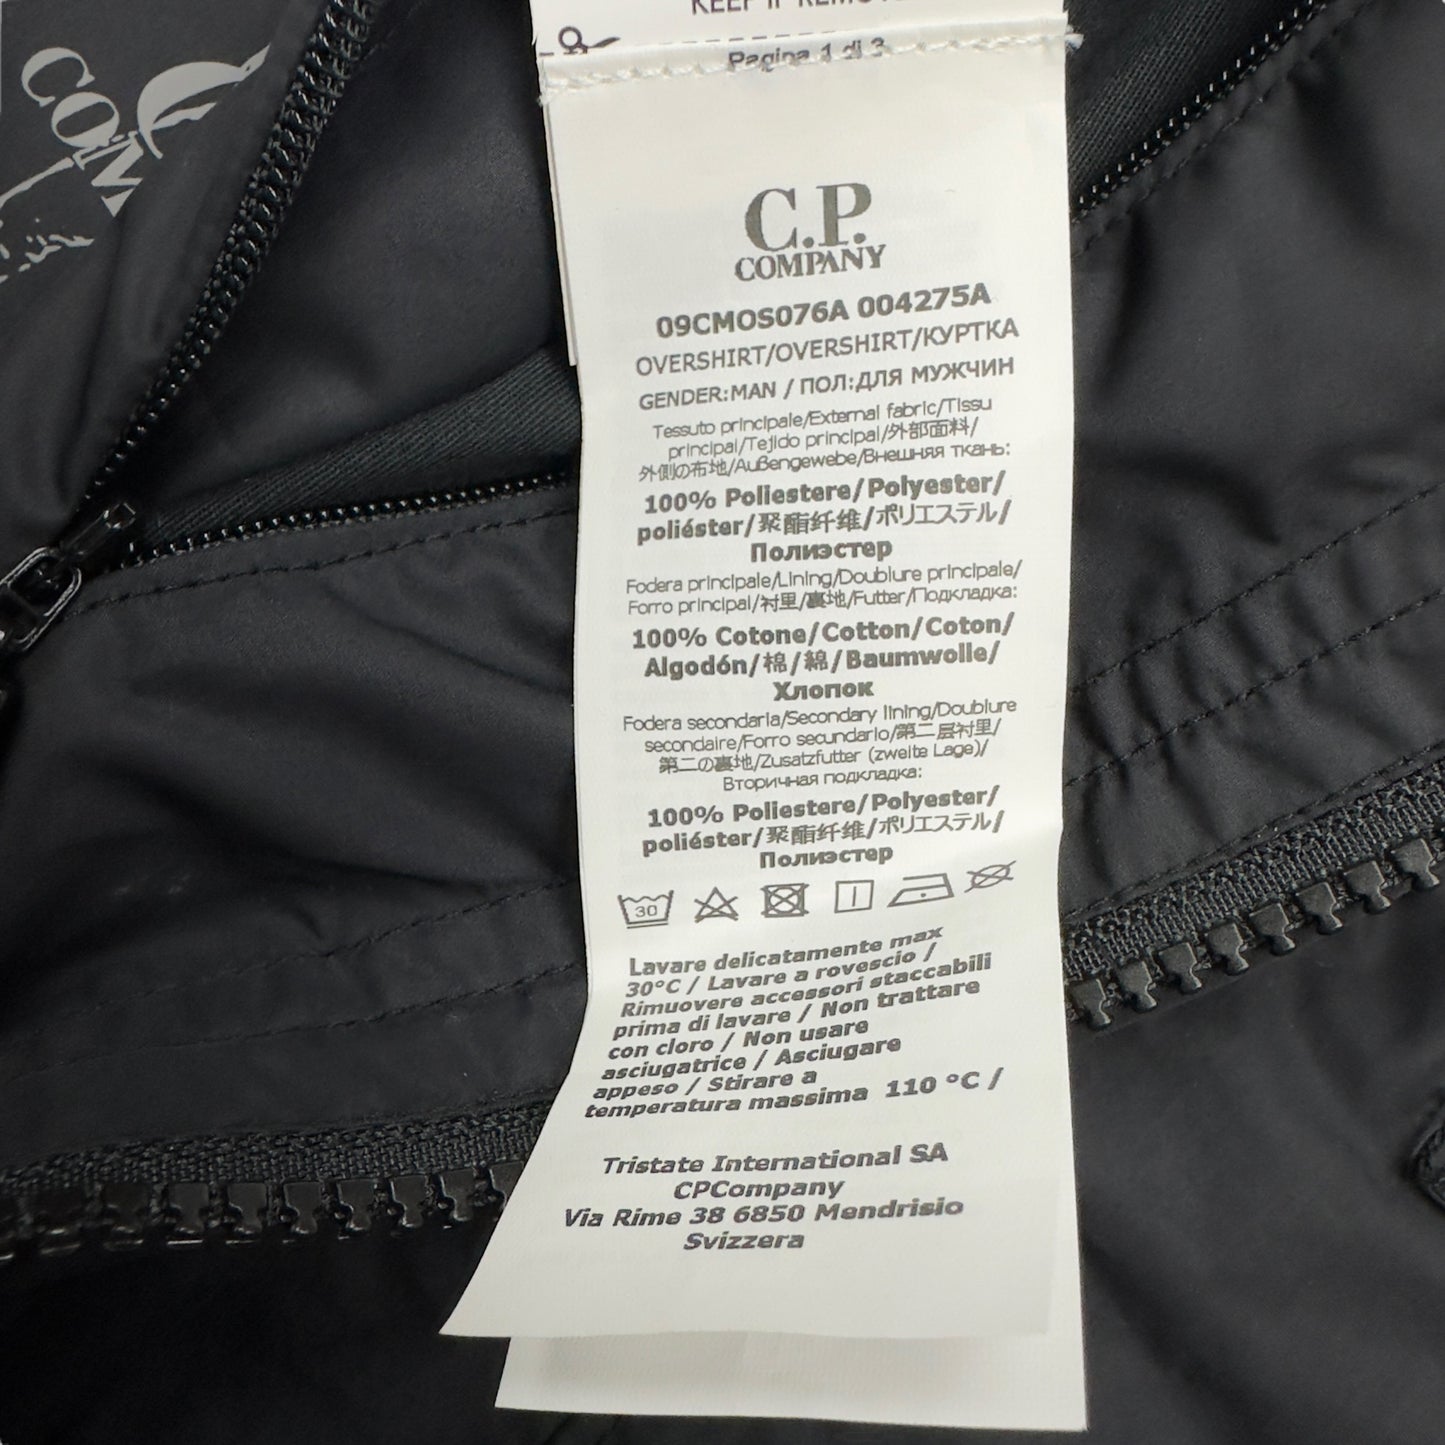 KEEP IF REMOV
Pagina 1 di 3
C.P.
COMPANY
09CMOS076A 004275A
OVERSHIRT/OVERSHIRT/КУРТКА
GENDER:MAN / ПОЛ:ДЛЯ МУЖЧИН
Tessuto principale/External fabric/Tissu
principal/Tejido principal/外部面料/
外側の布地/Außengewebe/Внешняя ткань:
100% Poliestere/Polyester/
poliéster/聚酯纤维/ポリエステル/
Полиэстер
Fodera principale/Lining/Doublure principale/
Forro principal/衬里/裏地/Futter/Подкладка:
100% Cotone/Cotton/Coton/
Algodón/棉/綿/Baumwolle/
Хлопок
Fodera secondaria/Secondary lining/Doublure
secondaire/Forro secundario/第二层衬里/
第二の裏地/Zusatzfutter (zweite Lage)/
Вторичная подкладка:
100% Poliestere/Polyester/
poliéster/聚酯纤维/ポリエステル/
Полиэстер
30
Lavare delicatamente max
30°C / Lavare a rovescio /
Rimuovere accessori staccabili
prima di lavare / Non trattare
con cloro / Non usare
asciugatrice / Asciugare
appeso / Stirare a
temperatura massima 110 °C /
Tristate International SA
CPCompany
Via Rime 38 6850 Mendrisio
Svizzera